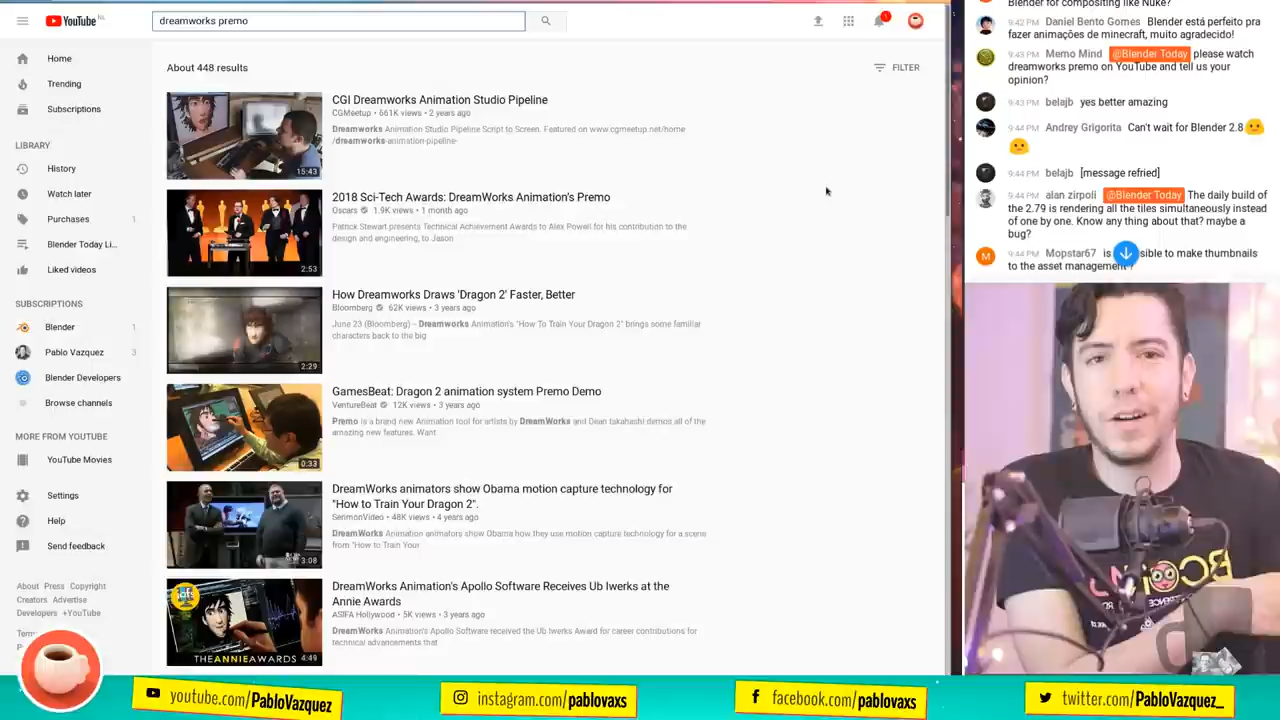 YouTube NL
dreamworks premo
1
About 448 results
FILTER
Home
Trending
Subscriptions
LIBRARY
History
Watch later
Purchases 1
Blender Today Li...
Liked videos
SUBSCRIPTIONS
Blender 1
Pablo Vazquez 3
Blender Developers
Browse channels
MORE FROM YOUTUBE
YouTube Movies
Settings
Help
Send feedback
About Press Copyright
Creators Advertise
Developers +YouTube
CGI Dreamworks Animation Studio Pipeline
CGMeetup • 661K views • 2 years ago
Dreamworks Animation Studio Pipeline Script to Screen. Featured on www.cgmeetup.net/home
/dreamworks-animation-pipeline-
15:43
2018 Sci-Tech Awards: DreamWorks Animation's Premo
Oscars 1.9K views • 1 month ago
Patrick Stewart presents Technical Achievement Awards to Alex Powell for his contribution to the
design and engineering, to Jason
2:53
How Dreamworks Draws 'Dragon 2' Faster, Better
Bloomberg 62K views • 3 years ago
June 23 (Bloomberg) -- Dreamworks Animation's "How To Train Your Dragon 2" brings some familiar
characters back to the big
2:29
GamesBeat: Dragon 2 animation system Premo Demo
VentureBeat 12K views • 3 years ago
Premo is a brand new Animation tool for artists by DreamWorks and Dean takahashi demos all of the
amazing new features. Want
0:33
DreamWorks animators show Obama motion capture technology for
"How to Train Your Dragon 2".
SermonVideo • 48K views • 4 years ago
DreamWorks Animation animators show Obama how they use motion capture technology for a scene
from "How to Train Your
3:08
DreamWorks Animation's Apollo Software Receives Ub Iwerks at the
Annie Awards
ASIFA Hollywood • 5K views • 3 years ago
DreamWorks Animation's Apollo Software received the Ub Iwerks Award for career contributions for
technical advancements that
THE ANNIE AWARDS
4:49
Blender for compositing like Nuke?
9:42 PM Daniel Bento Gomes Blender está perfeito pra
fazer animações de minecraft, muito agradecido!
9:43 PM Memo Mind @Blender Today please watch
dreamworks premo on YouTube and tell us your
opinion?
9:43 PM belajb yes better amazing
9:44 PM Andrey Grigorita Can't wait for Blender 2.8
9:44 PM belajb [message refried]
9:44 PM alan zirpoli @Blender Today The daily build of
the 2.79 is rendering all the tiles simultaneously instead
of one by one. Know any thing about that? maybe a
bug?
M
9:44 PM Mopstar67 is sible to make thumbnails
to the asset management ?
youtube.com/PabloVazquez
instagram.com/pablovaxs
facebook.com/pablovaxs
twitter.com/PabloVazquez_